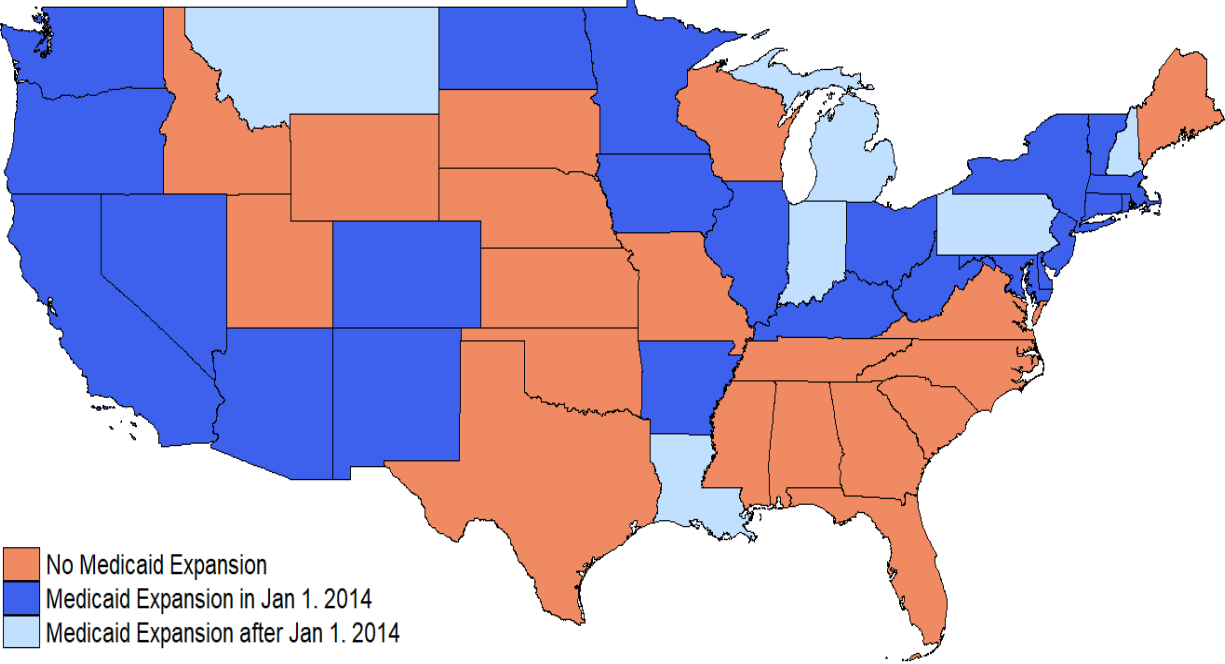 No Medicaid Expansion
Medicaid Expansion in Jan 1. 2014
Medicaid Expansion after Jan 1. 2014